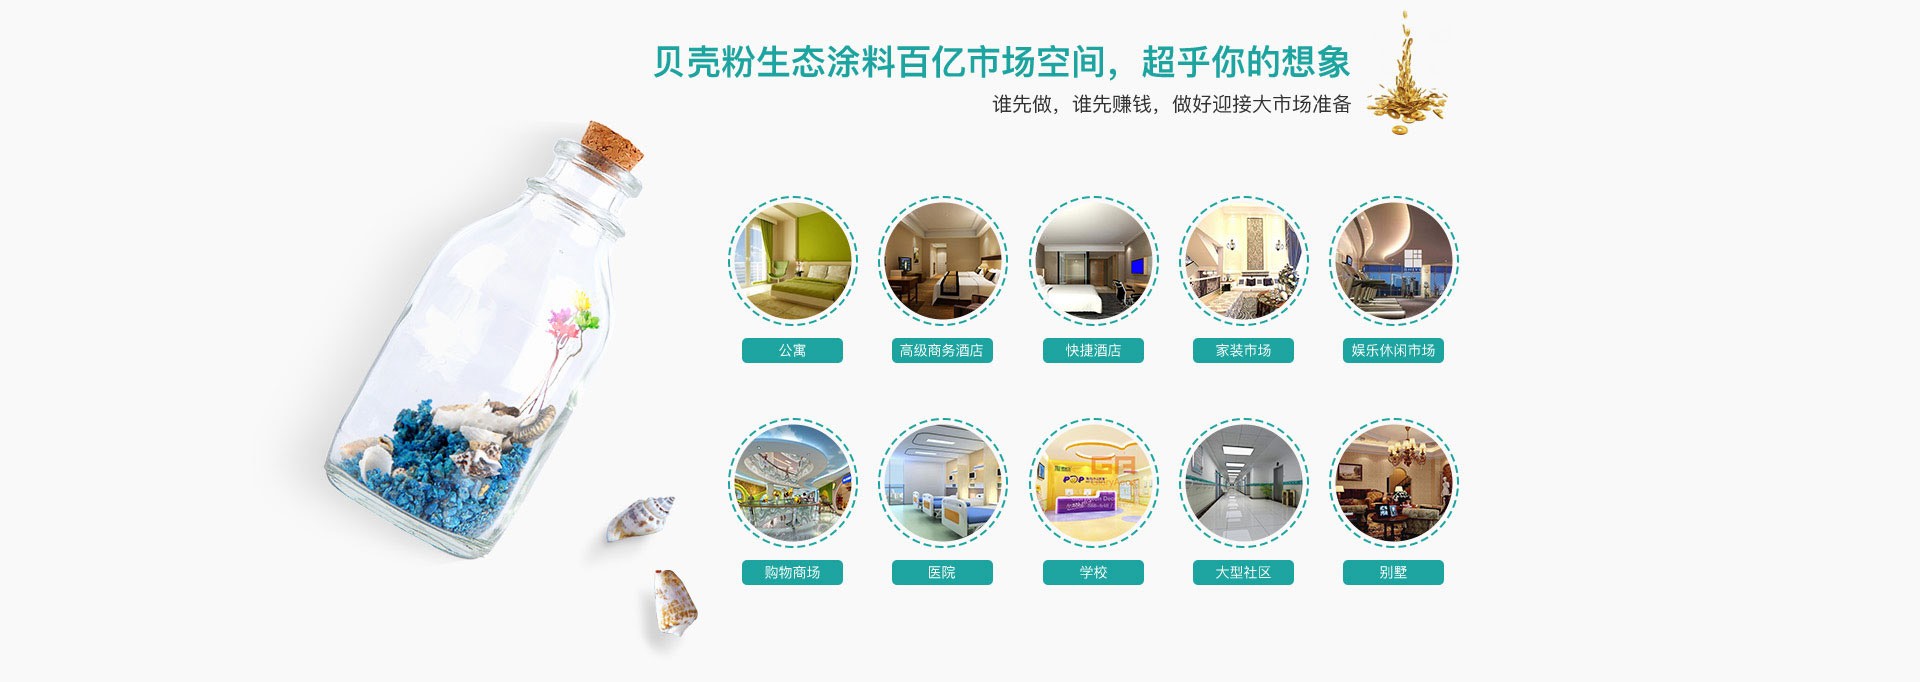 贝壳粉生态涂料百亿市场空间，超乎你的想象
谁先做，谁先赚钱，做好迎接大市场准备
公寓
高级商务酒店
快捷酒店
家装市场
娱乐休闲市场
GA
POP
购物商场
医院
学校
大型社区
别墅